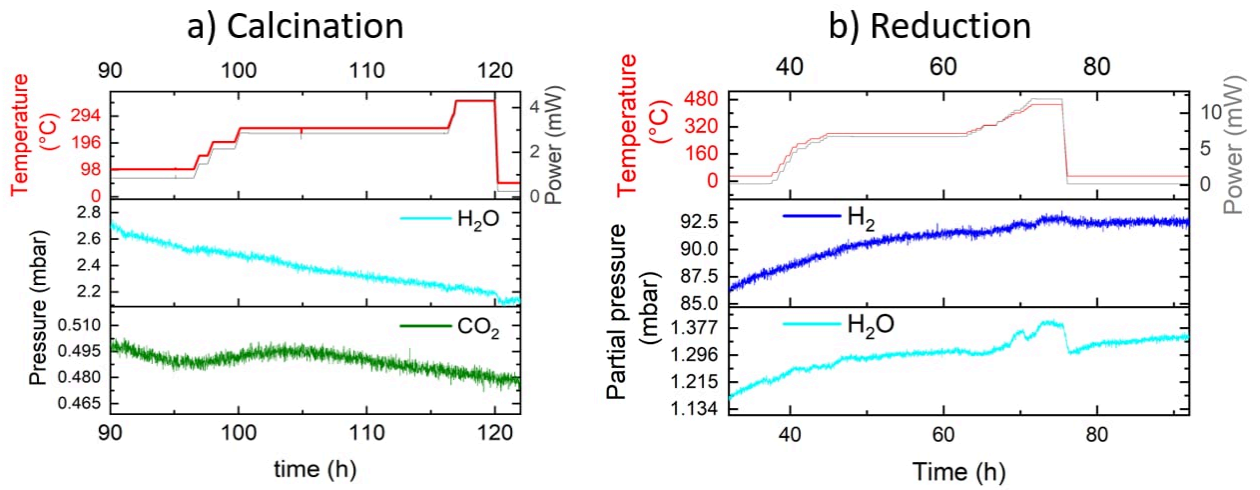 a) Calcination
90 100 110 120
Temperature
(°C)
294
196
98
0
4
2
0
Power (mW)
2.8
2.6
2.4
2.2
H₂O
Pressure (mbar)
0.510
0.495
0.480
0.465
CO₂
90 100 110 120
time (h)
b) Reduction
40 60 80
Temperature
(°C)
480
320
160
0
10
5
0
Power (mW)
92.5
90.0
87.5
85.0
H₂
Partial pressure
(mbar)
1.377
1.296
1.215
1.134
H₂O
40 60 80
Time (h)